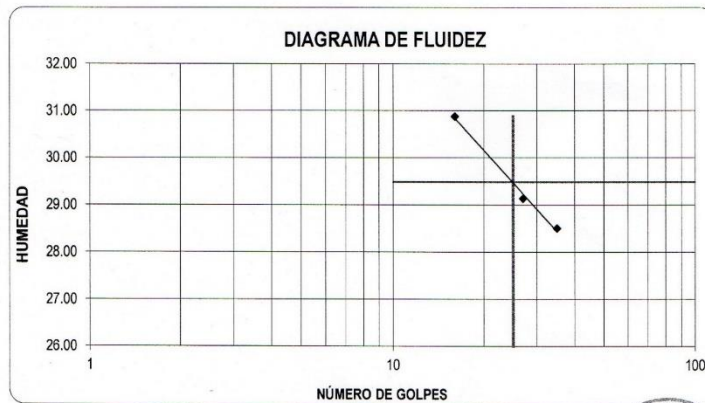 DIAGRAMA DE FLUIDEZ
32.00
31.00
30.00
29.00
28.00
27.00
26.00
HUMEDAD
1 10 100
NÚMERO DE GOLPES